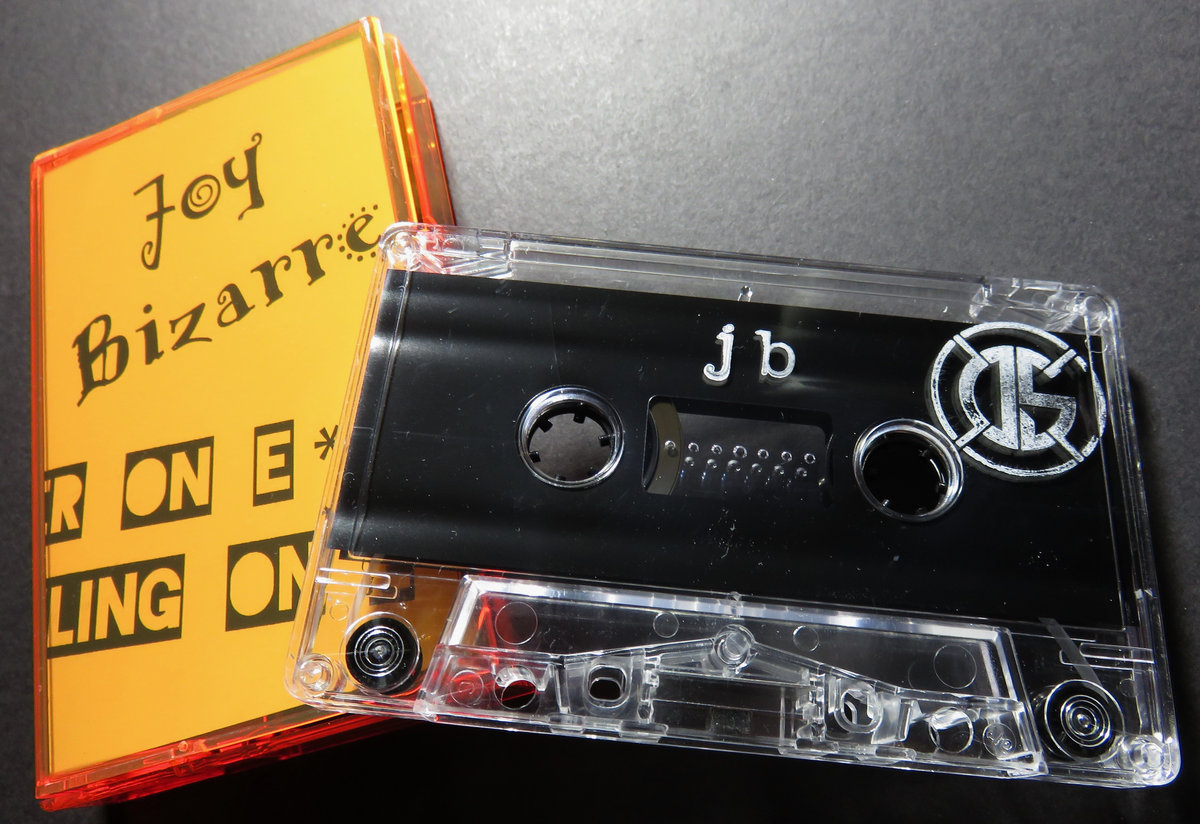 Joy
Bizarre
ER ON E *
LING ON
jb